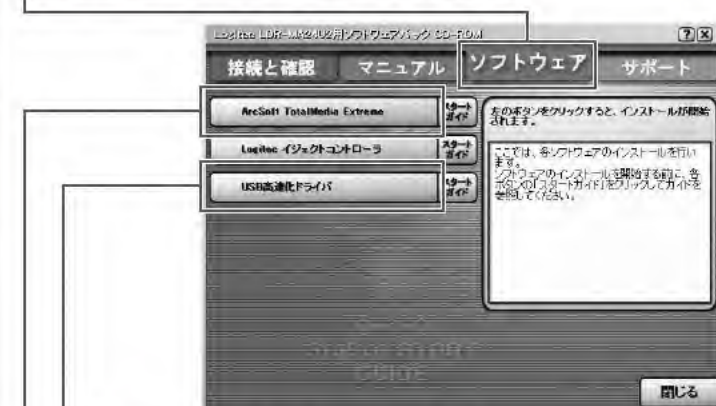 Logitec LDR-MA24U2用ソフトウェアパック CD-ROM
接続と確認
マニュアル
ソフトウェア
サポート
ArcSoft TotalMedia Extreme
スタート
ガイド
Logitec イジェクトコントローラ
スタート
ガイド
USB高速化ドライバ
スタート
ガイド
左のボタンをクリックすると、インストールが開始
されます。
ここでは、各ソフトウェアのインストールを行い
ます。
ソフトウェアのインストールを開始する前に、各
ボタンの「スタートガイド」をクリックしてガイドを
参照してください。
閉じる